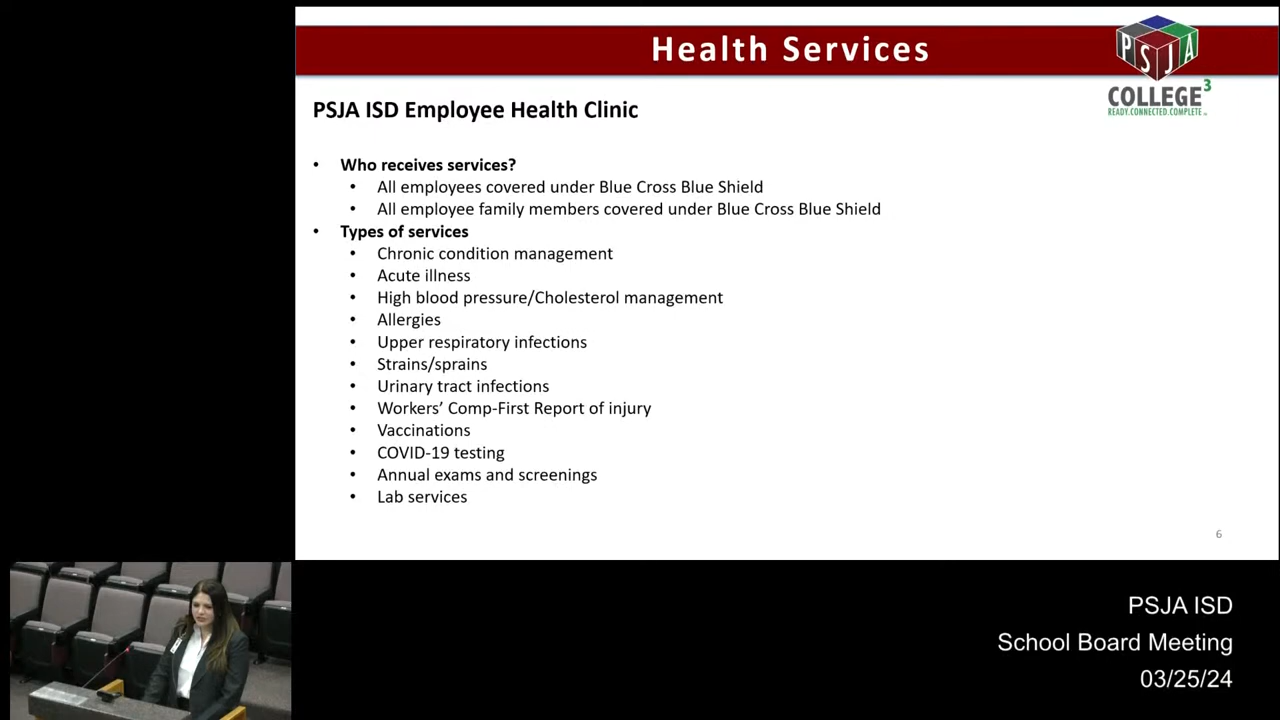 Health Services
PSJA
COLLEGE³
READY.CONNECTED.COMPLETE
PSJA ISD Employee Health Clinic
• Who receives services?
• All employees covered under Blue Cross Blue Shield
• All employee family members covered under Blue Cross Blue Shield
• Types of services
• Chronic condition management
• Acute illness
• High blood pressure/Cholesterol management
• Allergies
• Upper respiratory infections
• Strains/sprains
• Urinary tract infections
• Workers’ Comp-First Report of injury
• Vaccinations
• COVID-19 testing
• Annual exams and screenings
• Lab services
6
PSJA ISD
School Board Meeting
03/25/24